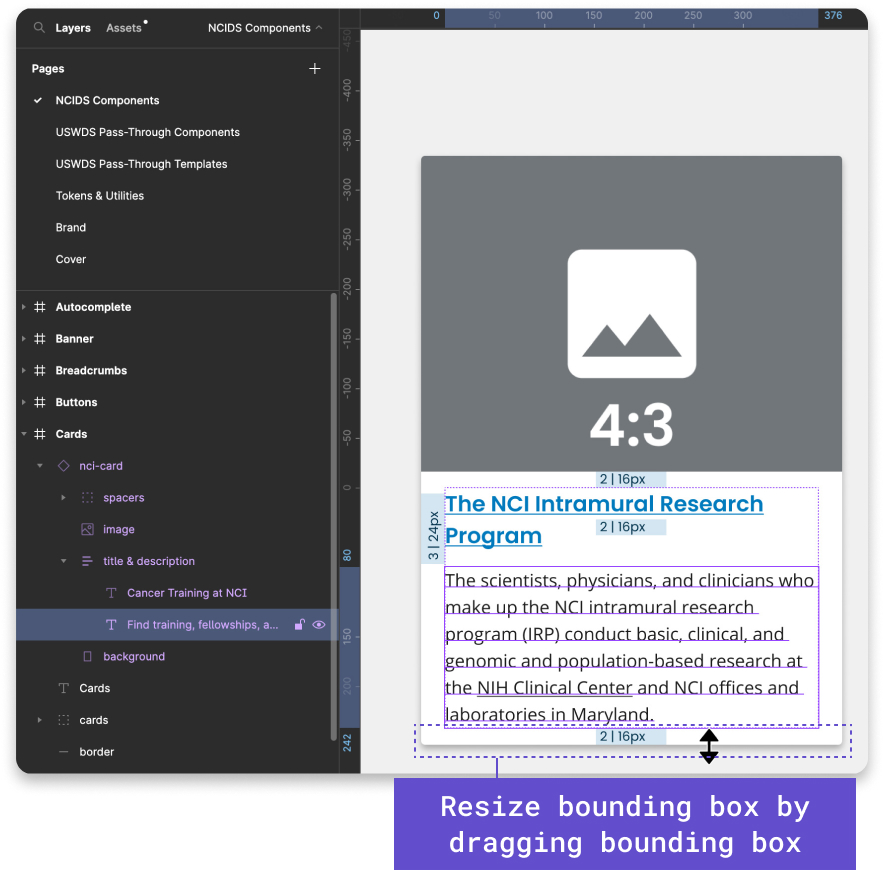 Layers Assets NCIDS Components
Pages
NCIDS Components
USWDS Pass-Through Components
USWDS Pass-Through Templates
Tokens & Utilities
Brand
Cover
Autocomplete
Banner
Breadcrumbs
Buttons
Cards
nci-card
spacers
image
title & description
Cancer Training at NCI
Find training, fellowships, a...
background
Cards
cards
border
0 50 100 150 200 250 300 376
-450
-400
-350
-300
-250
-200
-150
-100
-50
0
80
150
200
242
4:3
2 | 16px
The NCI Intramural Research
Program
2 | 16px
3 | 24px
The scientists, physicians, and clinicians who
make up the NCI intramural research
program (IRP) conduct basic, clinical, and
genomic and population-based research at
the NIH Clinical Center and NCI offices and
laboratories in Maryland.
2 | 16px
Resize bounding box by
dragging bounding box